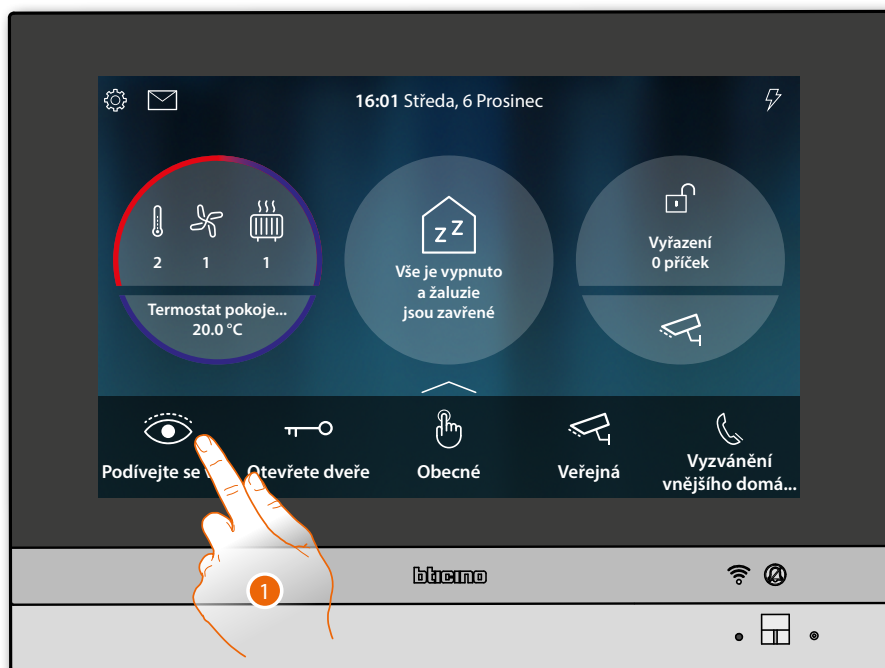 16:01 Středa, 6 Prosinec
2 1 1
Termostat pokoje...
20.0 °C
zZ
Vše je vypnuto
a žaluzie
jsou zavřené
Vyřazení
0 příček
Podívejte se
Otevřete dveře
Obecné
Veřejná
Vyzvánění
vnějšího domá...
bticino
1